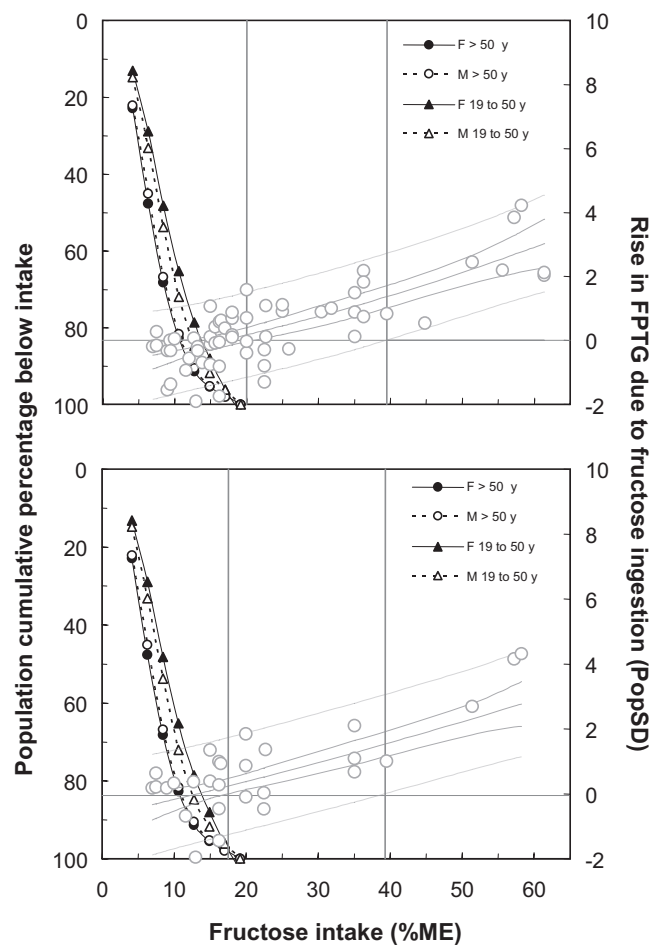 0
20
40
60
80
100
10
8
6
4
2
0
-2
F > 50 y
M > 50 y
F 19 to 50 y
M 19 to 50 y
0
20
40
60
80
100
10
8
6
4
2
0
-2
F > 50 y
M > 50 y
F 19 to 50 y
M 19 to 50 y
0 10 20 30 40 50 60
Fructose intake (%ME)
Population cumulative percentage below intake
Rise in FPTG due to fructose ingestion (PopSD)